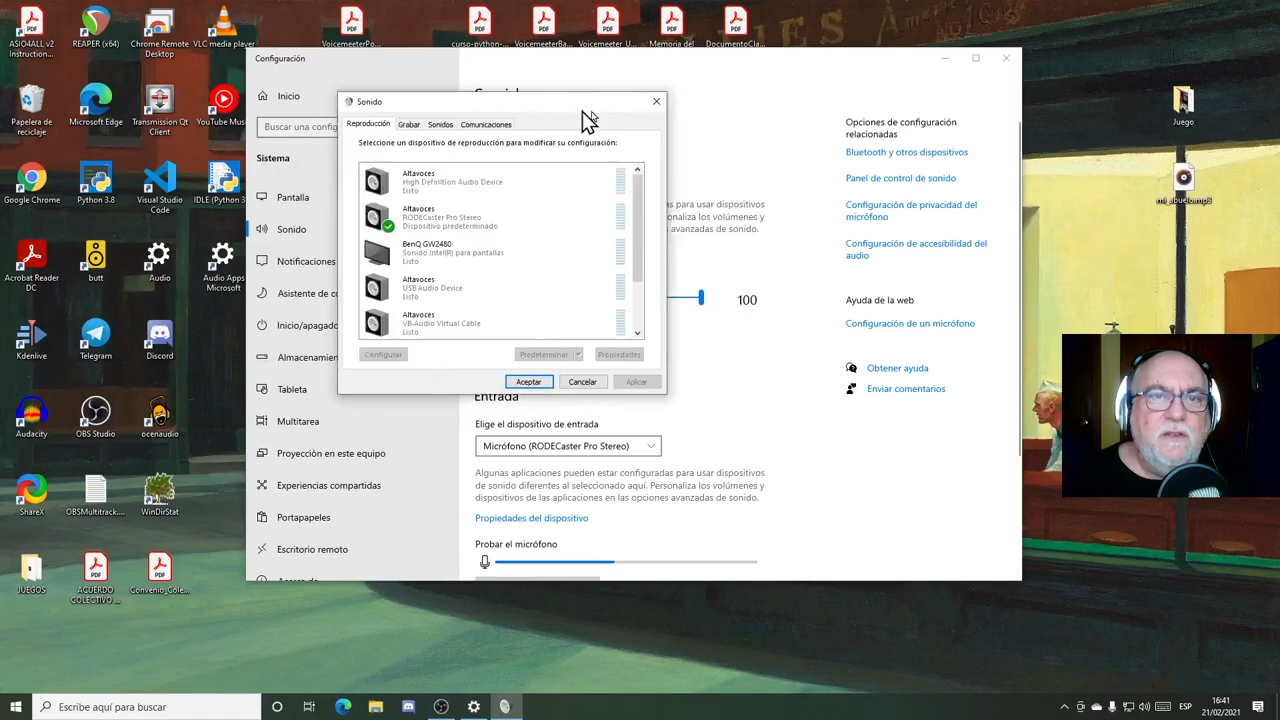 ASIO4ALL v2
Instruction...
REAPER (x64)
Chrome Remote
Desktop
VLC media player
VoicemeeterPo...
curso-python-...
VoicemeeterBa...
Voicemeeter_U...
Memoria del
DocumentoCla...
Papelera de
reciclaje
Microsoft Edge
Transmission Qt
Client
YouTube Music
Google Chrome
Python 3...
Visual Studio
Code
IDLE (Python 3...
Acrobat Reader
DC
Butt
Audio
Audio Apps
Microsoft
Kdenlive
Telegram
Discord
Audacity
OBS Studio
ocenaudio
ShareX
OBSMultitrack....
WinDirStat
JUEGOS
ACUERDO
COLECTIVO ...
Convenio_Cole...
Juego
mi_abuelo.mp3
Configuración
Inicio
Buscar una config
Sistema
Pantalla
Sonido
Notificaciones
Asistente de co
Inicio/apagado
Almacenamien
Tableta
Multitarea
Proyección en este equipo
Experiencias compartidas
Portapapeles
Escritorio remoto
Sonido
Reproducción
Grabar
Sonidos
Comunicaciones
Seleccione un dispositivo de reproducción para modificar su configuración:
Altavoces
High Definition Audio Device
Listo
Altavoces
RODECaster Pro Stereo
Dispositivo predeterminado
BenQ GW2480
Sonido Intel(R) para pantallas
Listo
Altavoces
USB Audio Device
Listo
Altavoces
VB-Audio Virtual Cable
Listo
Configurar
Predeterminar
Propiedades
Aceptar
Cancelar
Aplicar
as para usar dispositivos
onaliza los volúmenes y
s avanzadas de sonido.
100
Entrada
Elige el dispositivo de entrada
Micrófono (RODECaster Pro Stereo)
Algunas aplicaciones pueden estar configuradas para usar dispositivos
de sonido diferentes al seleccionado aquí. Personaliza los volúmenes y
dispositivos de las aplicaciones en las opciones avanzadas de sonido.
Propiedades del dispositivo
Probar el micrófono
Opciones de configuración
relacionadas
Bluetooth y otros dispositivos
Panel de control de sonido
Configuración de privacidad del
micrófono
Configuración de accesibilidad del
audio
Ayuda de la web
Configuración de un micrófono
Obtener ayuda
Enviar comentarios
Escribe aquí para buscar
ESP
16:41
21/02/2021